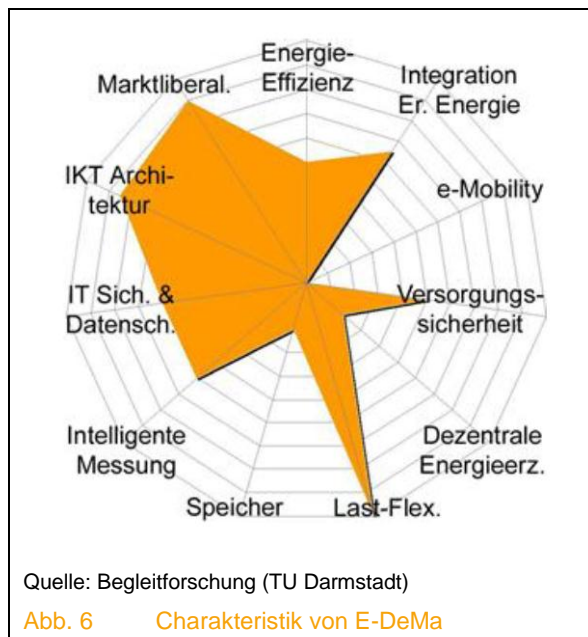 Energie-
Effizienz
Integration
Er. Energie
e-Mobility
Versorgungs-
sicherheit
Dezentrale
Energieerz.
Last-Flex.
Speicher
Intelligente
Messung
IT Sich. &
Datensch.
IKT Archi-
tektur
Marktliberal.
Quelle: Begleitforschung (TU Darmstadt)
Abb. 6 Charakteristik von E-DeMa